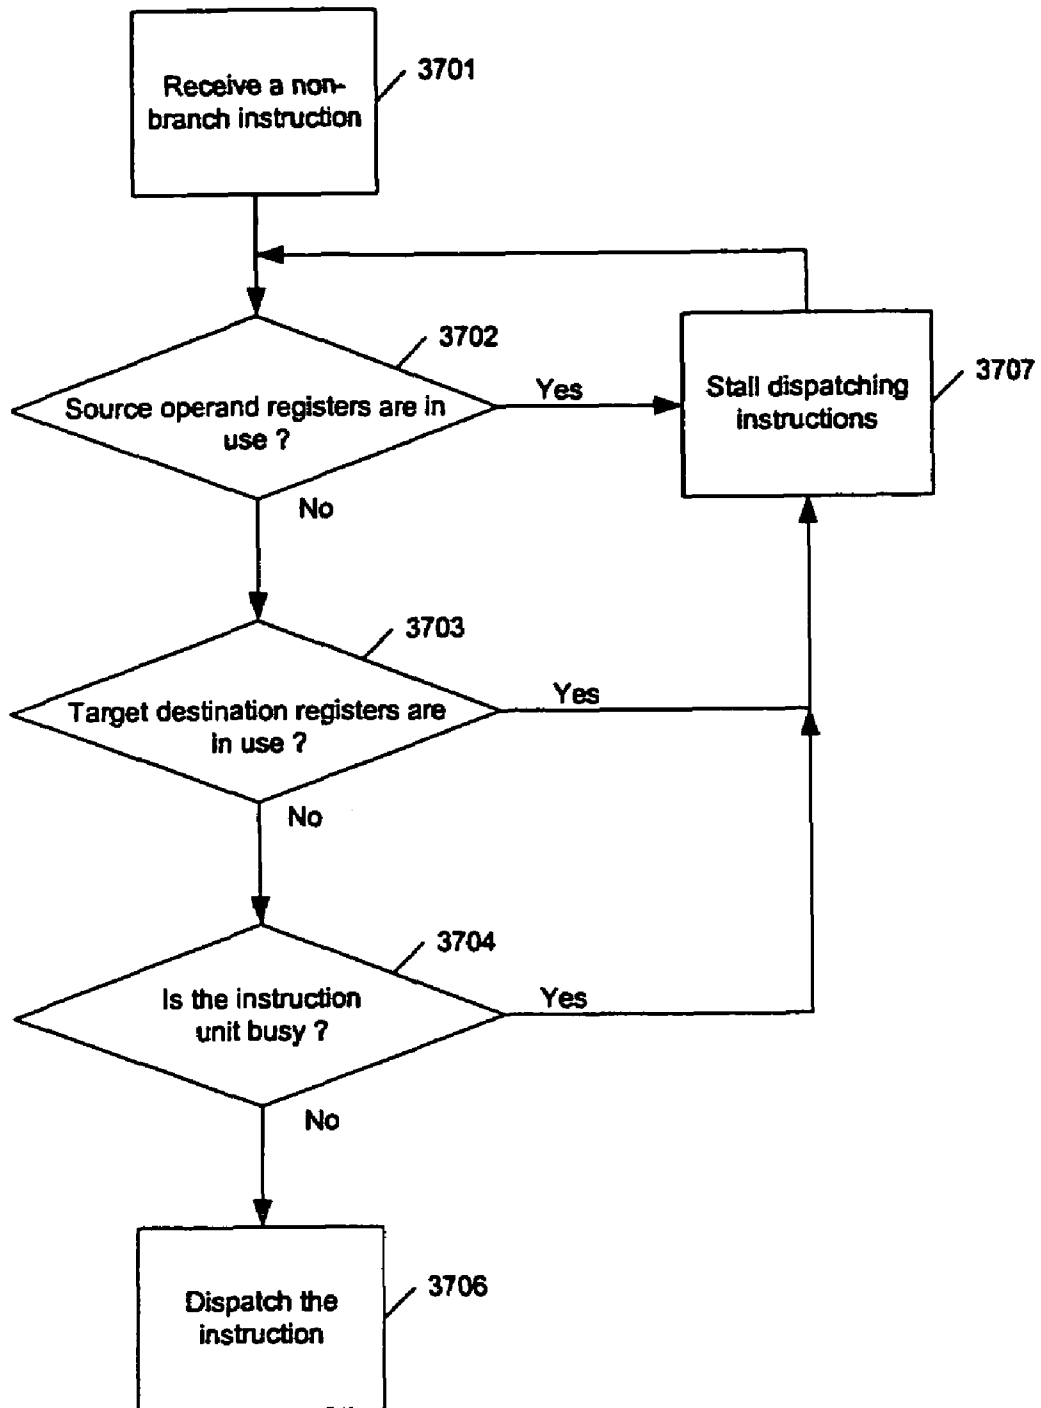 Receive a non-
branch instruction
3701
3702
Source operand registers are in
use ?
Yes
Stall dispatching
instructions
3707
No
3703
Target destination registers are
in use ?
Yes
No
3704
Is the instruction
unit busy ?
Yes
No
Dispatch the
instruction
3706